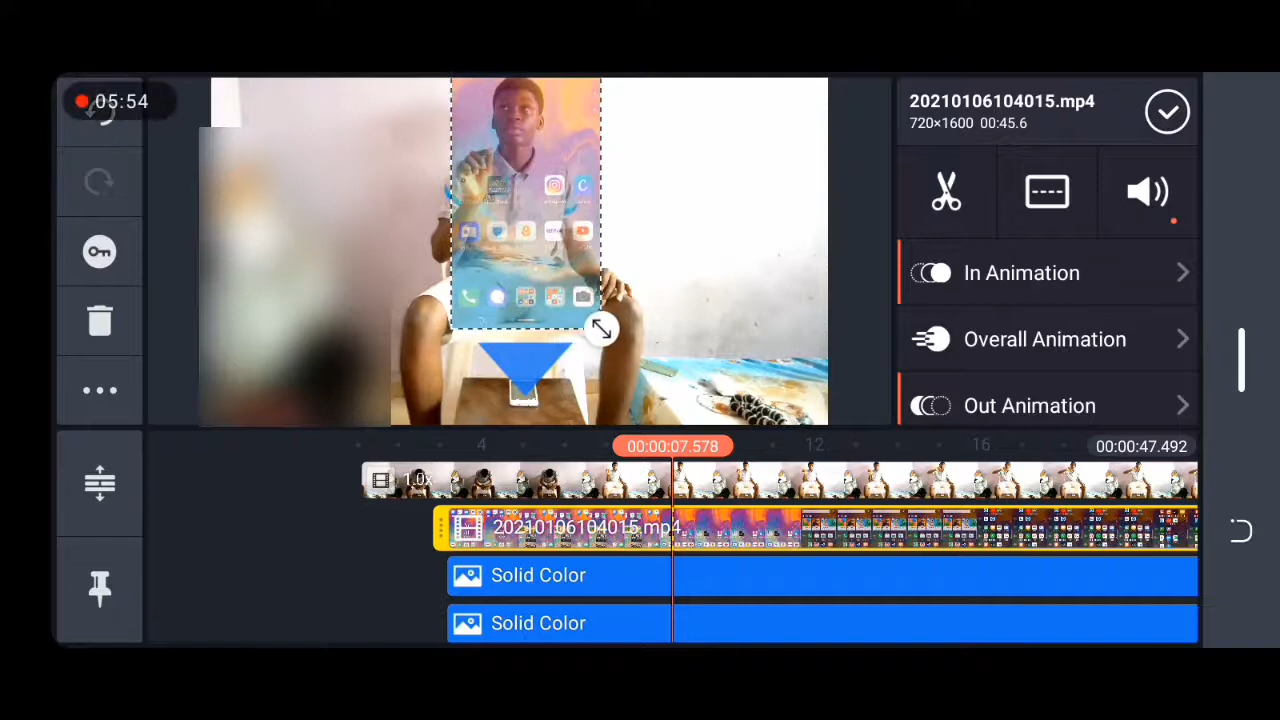 05:54
20210106104015.mp4
720×1600 00:45.6
In Animation
Overall Animation
Out Animation
4
00:00:07.578
12
16
00:00:47.492
1.0x
20210106104015.mp4
Solid Color
Solid Color